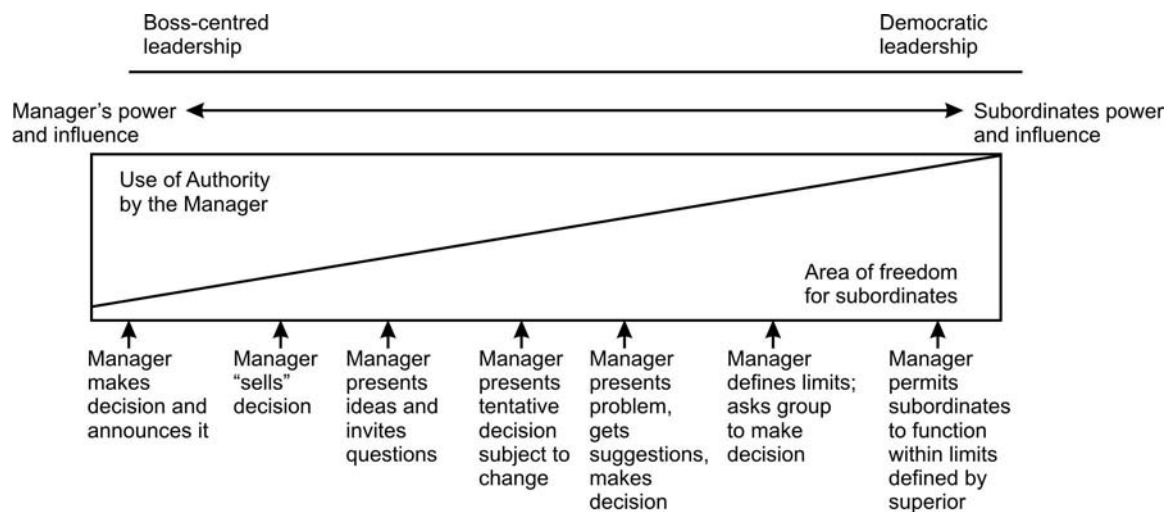 Boss-centred
leadership
Democratic
leadership
Manager’s power
and influence
Subordinates power
and influence
Use of Authority
by the Manager
Area of freedom
for subordinates
Manager
makes
decision and
announces it
Manager
“sells”
decision
Manager
presents
ideas and
invites
questions
Manager
presents
tentative
decision
subject to
change
Manager
presents
problem,
gets
suggestions,
makes
decision
Manager
defines limits;
asks group
to make
decision
Manager
permits
subordinates
to function
within limits
defined by
superior